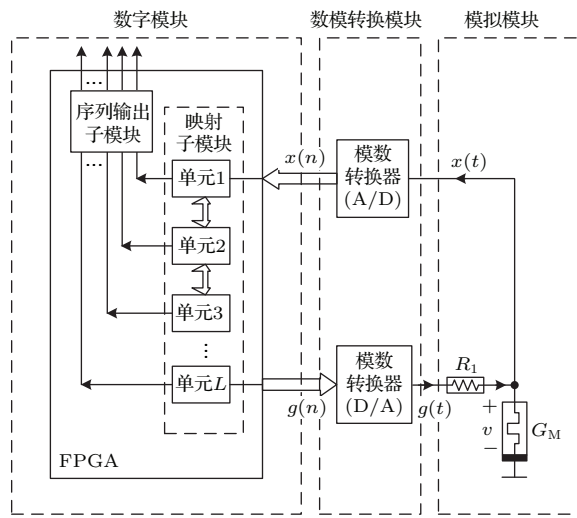 数字模块
数模转换模块
模拟模块
...
序列输出
子模块
...
映射
子模块
单元1
单元2
单元3
...
单元L
FPGA
x(n)
模数
转换器
(A/D)
x(t)
g(n)
模数
转换器
(D/A)
g(t)
R1
+
v
−
GM